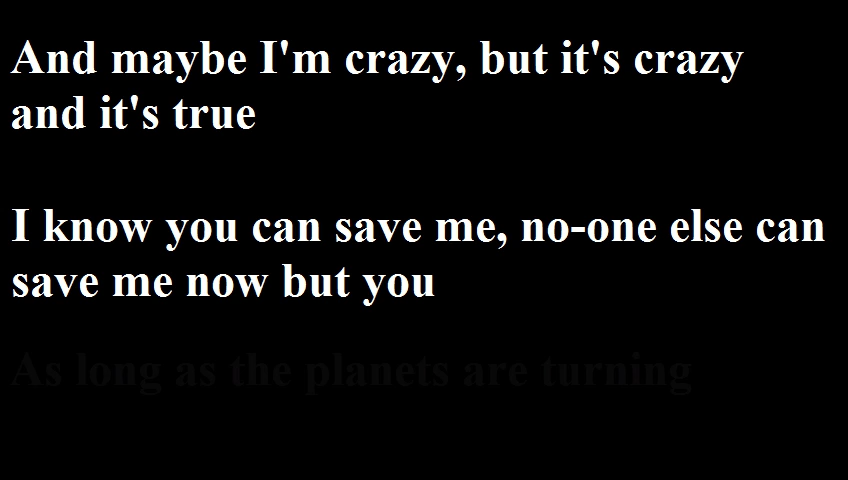 And maybe I'm crazy, but it's crazy
and it's true
I know you can save me, no-one else can
save me now but you
As long as the planets are turning